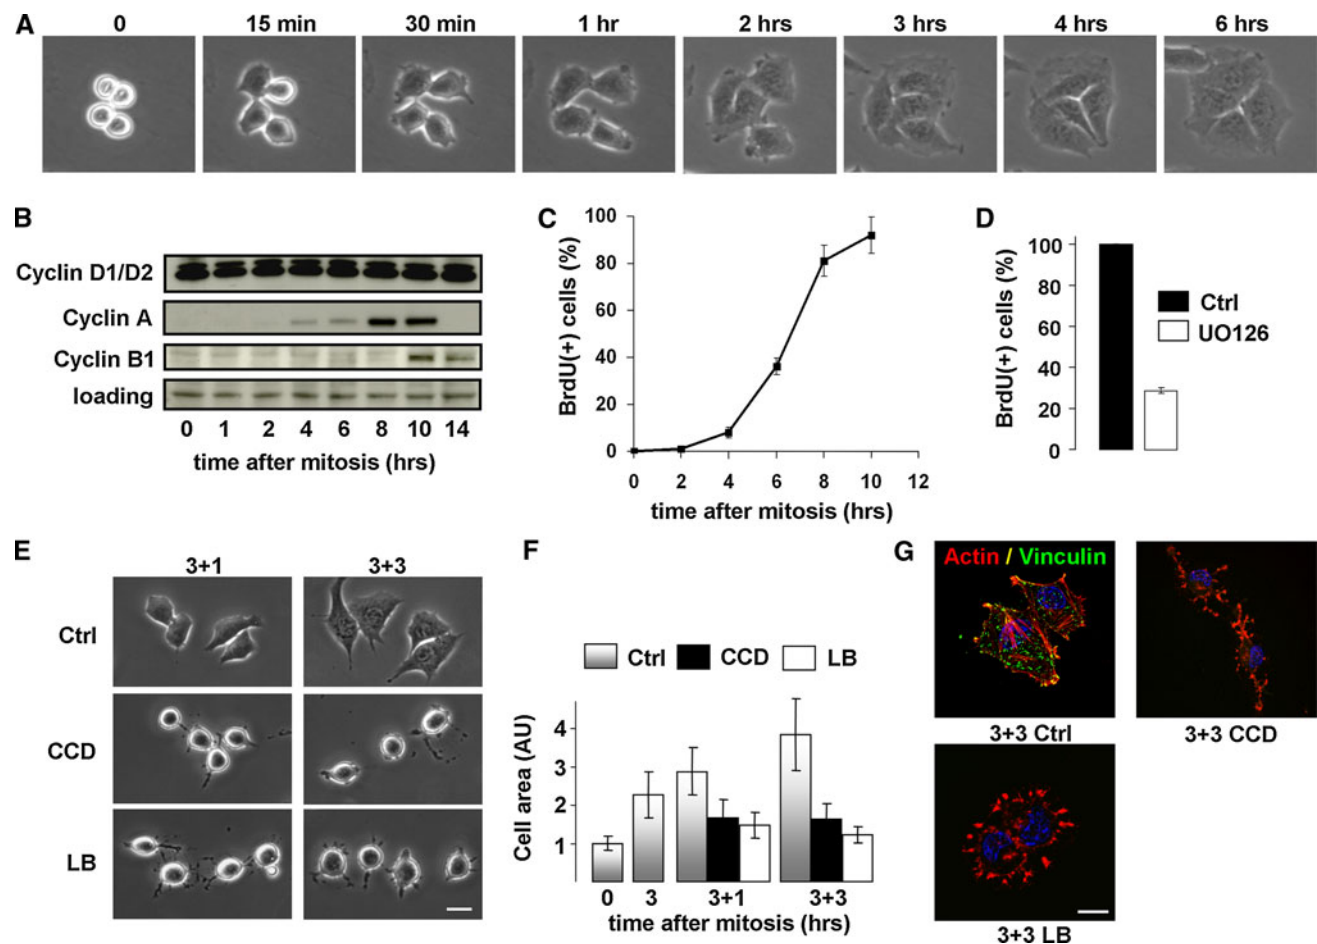 A
0 15 min 30 min 1 hr 2 hrs 3 hrs 4 hrs 6 hrs
B
Cyclin D1/D2
Cyclin A
Cyclin B1
loading
0 1 2 4 6 8 10 14
time after mitosis (hrs)
C
BrdU(+) cells (%)
100
80
60
40
20
0
0 2 4 6 8 10 12
time after mitosis (hrs)
D
BrdU(+) cells (%)
100
80
60
40
20
0
Ctrl
UO126
E
3+1 3+3
Ctrl
CCD
LB
F
Ctrl CCD LB
Cell area (AU)
4
3
2
1
0 3 3+1 3+3
time after mitosis (hrs)
G
Actin / Vinculin
3+3 Ctrl
3+3 CCD
3+3 LB